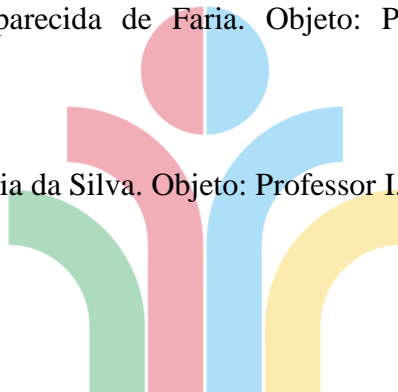 parecida de Faria. Objeto: P
ia da Silva. Objeto: Professor I.